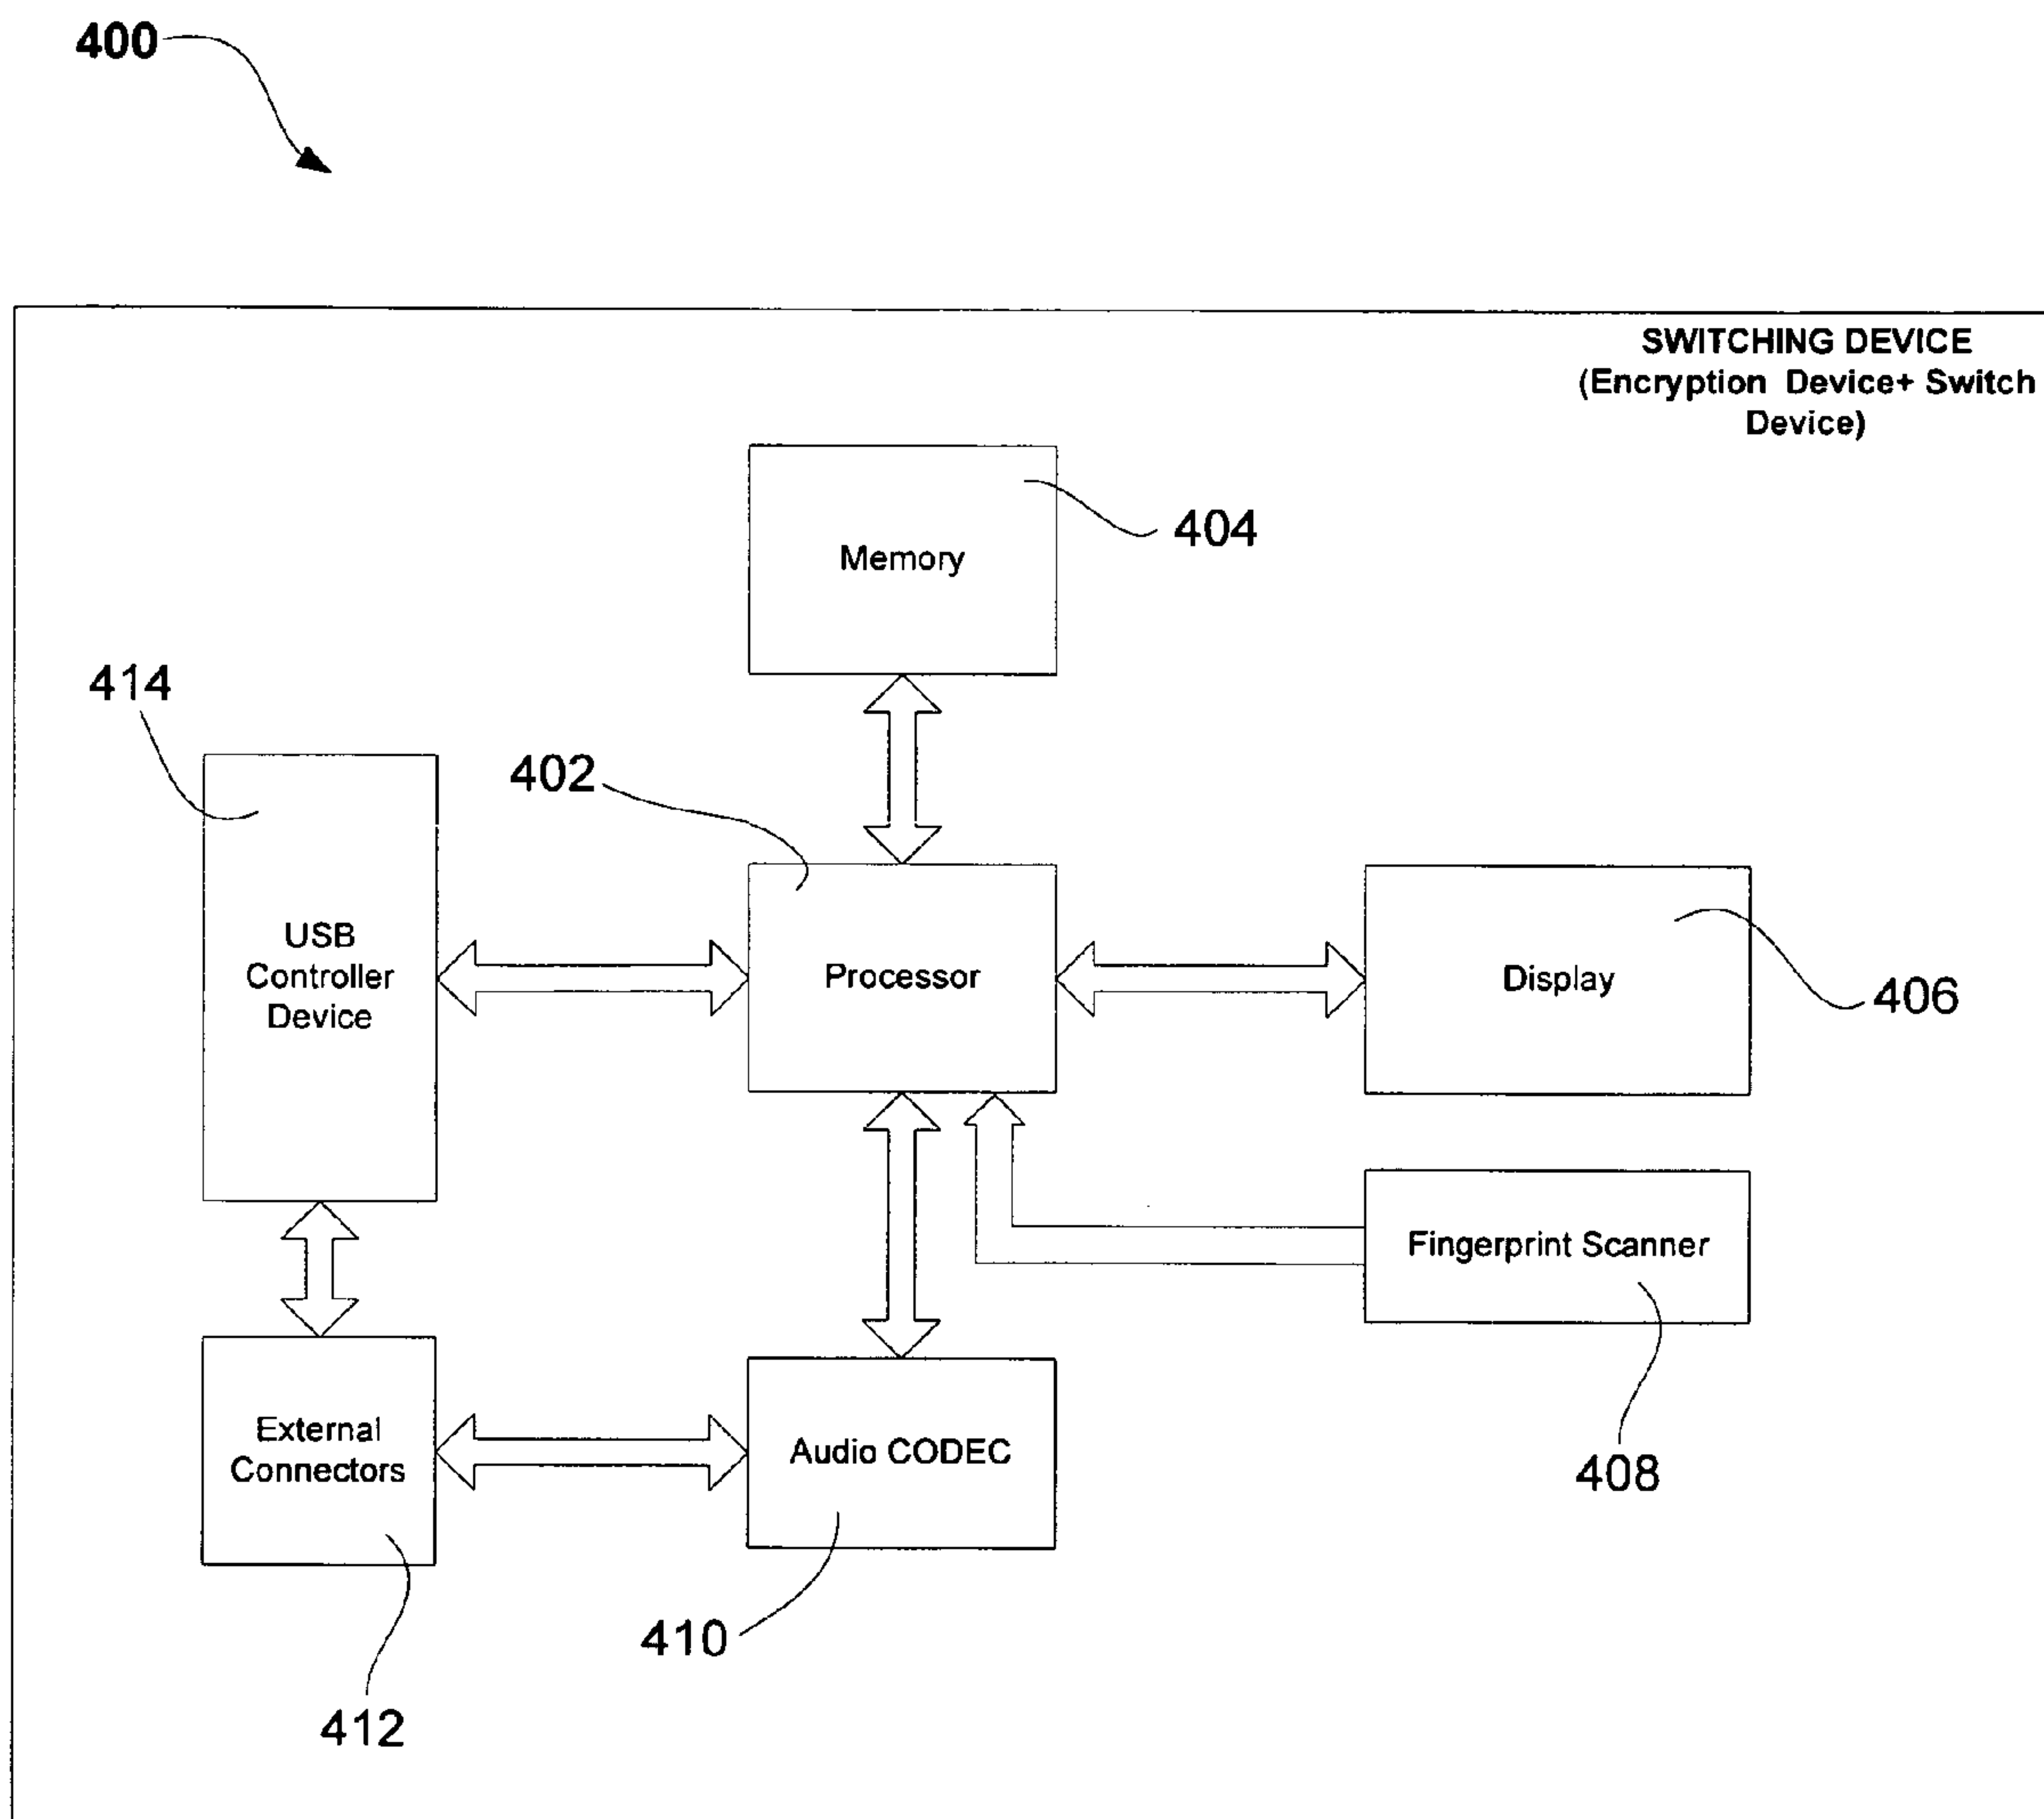 400
SWITCHING DEVICE
(Encryption Device+ Switch
Device)
Memory
404
414
402
USB
Controller
Device
Processor
Display
406
Fingerprint Scanner
408
External
Connectors
Audio CODEC
410
412